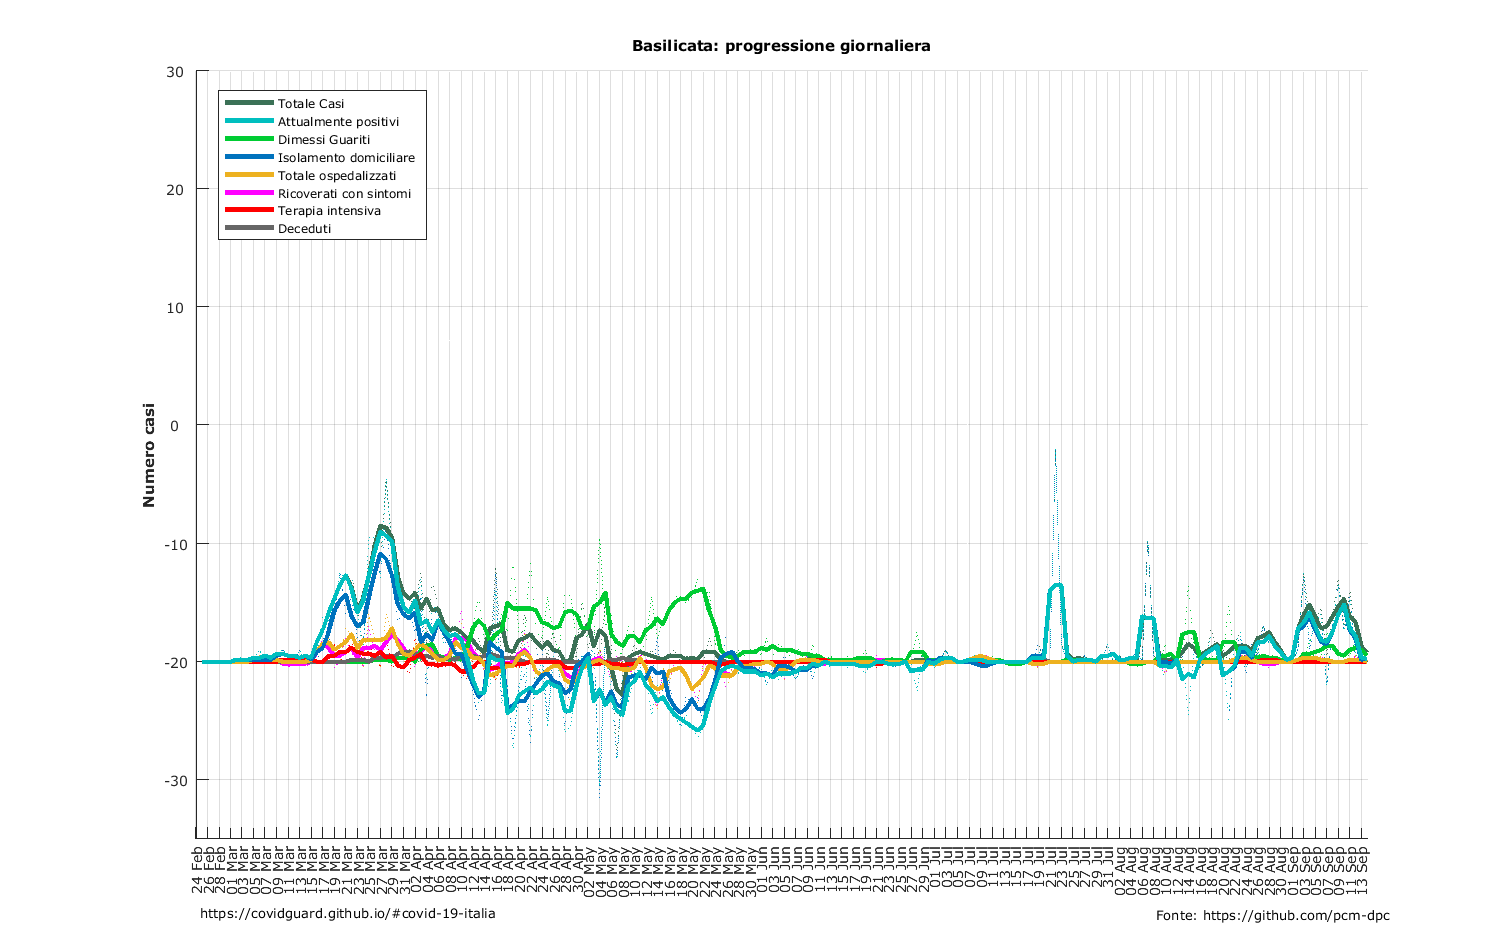 Basilicata: progressione giornaliera
Numero casi
30
20
10
0
-10
-20
-30
Totale Casi
Attualmente positivi
Dimessi Guariti
Isolamento domiciliare
Totale ospedalizzati
Ricoverati con sintomi
Terapia intensiva
Deceduti
24 Feb
26 Feb
28 Feb
01 Mar
03 Mar
05 Mar
07 Mar
09 Mar
11 Mar
13 Mar
15 Mar
17 Mar
19 Mar
21 Mar
23 Mar
25 Mar
27 Mar
29 Mar
31 Mar
02 Apr
04 Apr
06 Apr
08 Apr
10 Apr
12 Apr
14 Apr
16 Apr
18 Apr
20 Apr
22 Apr
24 Apr
26 Apr
28 Apr
30 Apr
02 May
04 May
06 May
08 May
10 May
12 May
14 May
16 May
18 May
20 May
22 May
24 May
26 May
28 May
30 May
01 Jun
03 Jun
05 Jun
07 Jun
09 Jun
11 Jun
13 Jun
15 Jun
17 Jun
19 Jun
21 Jun
23 Jun
25 Jun
27 Jun
29 Jun
01 Jul
03 Jul
05 Jul
07 Jul
09 Jul
11 Jul
13 Jul
15 Jul
17 Jul
19 Jul
21 Jul
23 Jul
25 Jul
27 Jul
29 Jul
31 Jul
02 Aug
04 Aug
06 Aug
08 Aug
10 Aug
12 Aug
14 Aug
16 Aug
18 Aug
20 Aug
22 Aug
24 Aug
26 Aug
28 Aug
30 Aug
01 Sep
03 Sep
05 Sep
07 Sep
09 Sep
11 Sep
13 Sep
https://covidguard.github.io/#covid-19-italia
Fonte: https://github.com/pcm-dpc